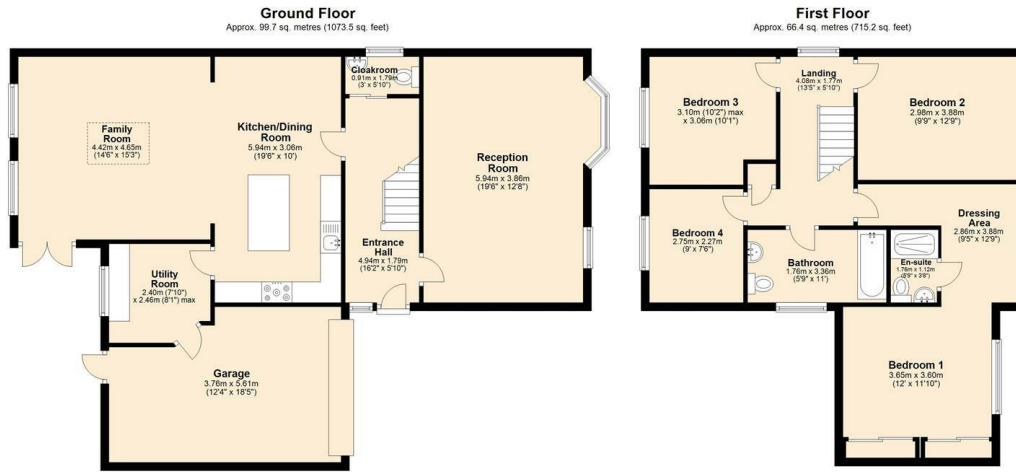 Ground Floor
Approx. 99.7 sq. metres (1073.5 sq. feet)
Cloakroom
0.91m x 1.79m
(3' x 5'10")
Family
Room
4.42m x 4.65m
(14'6" x 15'3")
Kitchen/Dining
Room
5.94m x 3.06m
(19'6" x 10')
Reception
Room
5.94m x 3.86m
(19'6" x 12'8")
Entrance
Hall
4.94m x 1.79m
(16'2" x 5'10")
Utility
Room
2.40m (7'10")
x 2.46m (8'1") max
Garage
3.76m x 5.61m
(12'4" x 18'5")
First Floor
Approx. 66.4 sq. metres (715.2 sq. feet)
Landing
4.08m x 1.77m
(13'5" x 5'10")
Bedroom 3
3.10m (10'2") max
x 3.06m (10'1")
Bedroom 2
2.98m x 3.88m
(9'9" x 12'9")
Bedroom 4
2.75m x 2.27m
(9' x 7'6")
Dressing
Area
2.86m x 3.88m
(9'5" x 12'9")
Bathroom
1.76m x 3.36m
(5'9" x 11')
En-suite
1.76m x 1.12m
(5'9" x 3'8")
Bedroom 1
3.65m x 3.60m
(12' x 11'10")